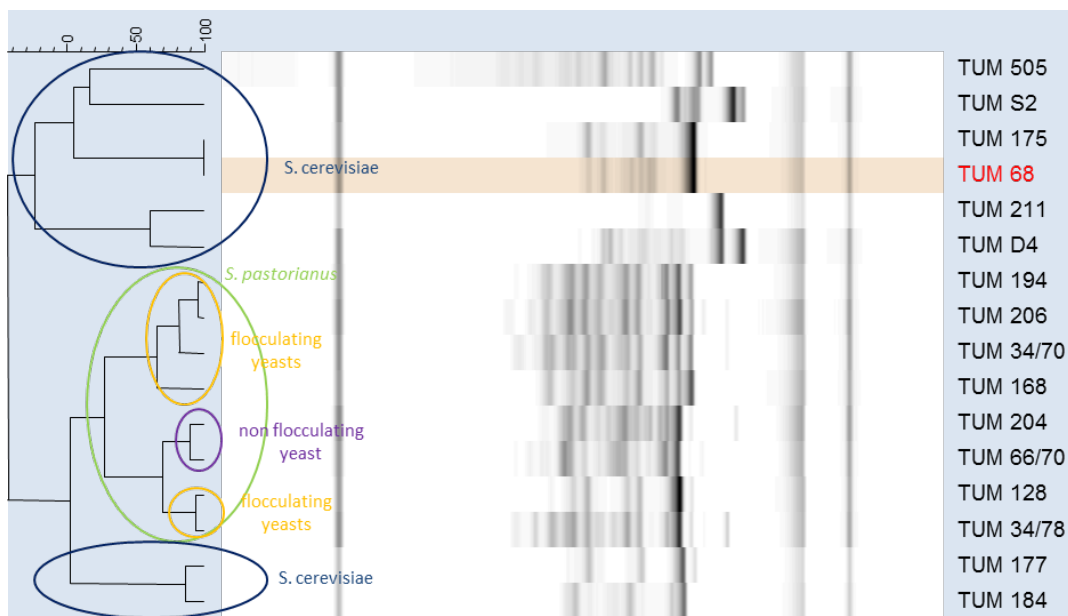 0
50
100
TUM 505
TUM S2
TUM 175
S. cerevisiae
TUM 68
TUM 211
TUM D4
S. pastorianus
TUM 194
TUM 206
flocculating
yeasts
TUM 34/70
TUM 168
non flocculating
yeast
TUM 204
TUM 66/70
flocculating
yeasts
TUM 128
TUM 34/78
S. cerevisiae
TUM 177
TUM 184